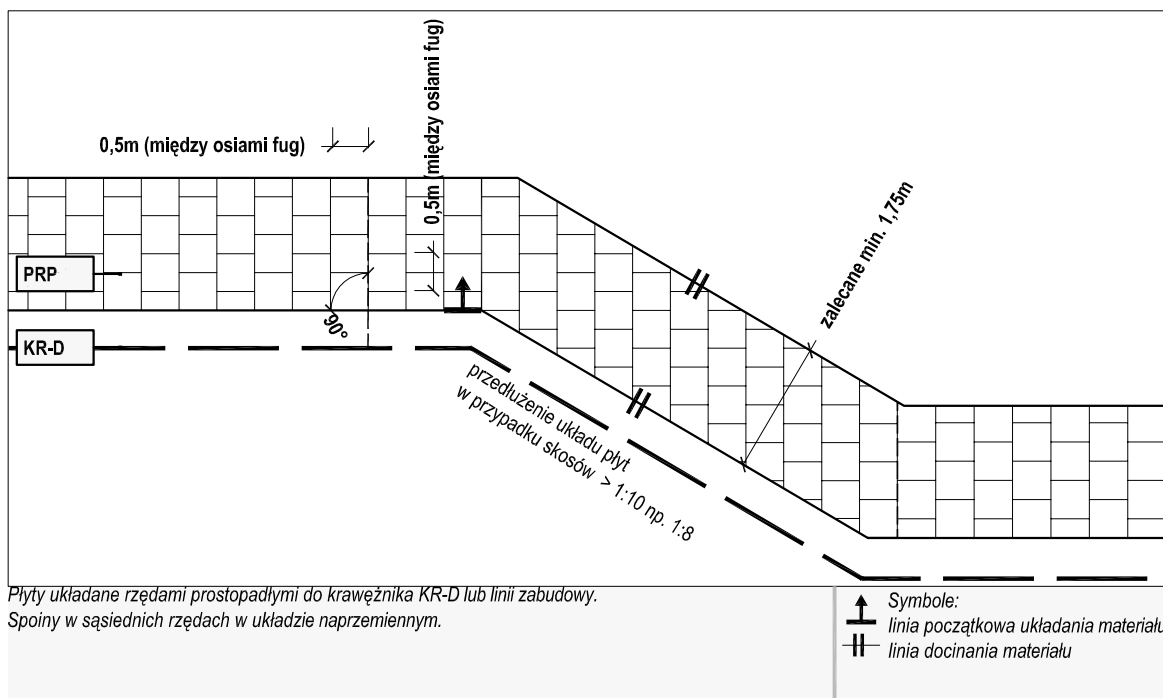 0,5m (między osiami fug)
0,5m (między osiami fug)
PRP
90°
KR-D
zalecane min. 1,75m
przedłużenie układu płyt
w przypadku skosów > 1:10 np. 1:8
Płyty układane rzędami prostopadłymi do krawężnika KR-D lub linii zabudowy.
Spoiny w sąsiednich rzędach w układzie naprzemiennym.
Symbole:
linia początkowa układania materiału
linia docinania materiału